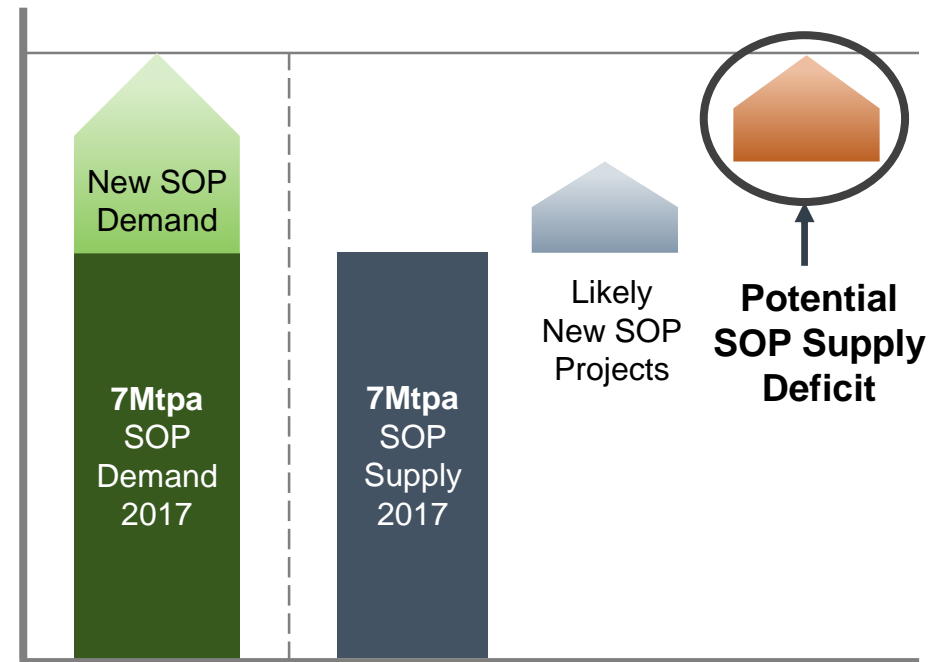 New SOP
Demand
7Mtpa
SOP
Demand
2017
7Mtpa
SOP
Supply
2017
Likely
New SOP
Projects
Potential
SOP Supply
Deficit